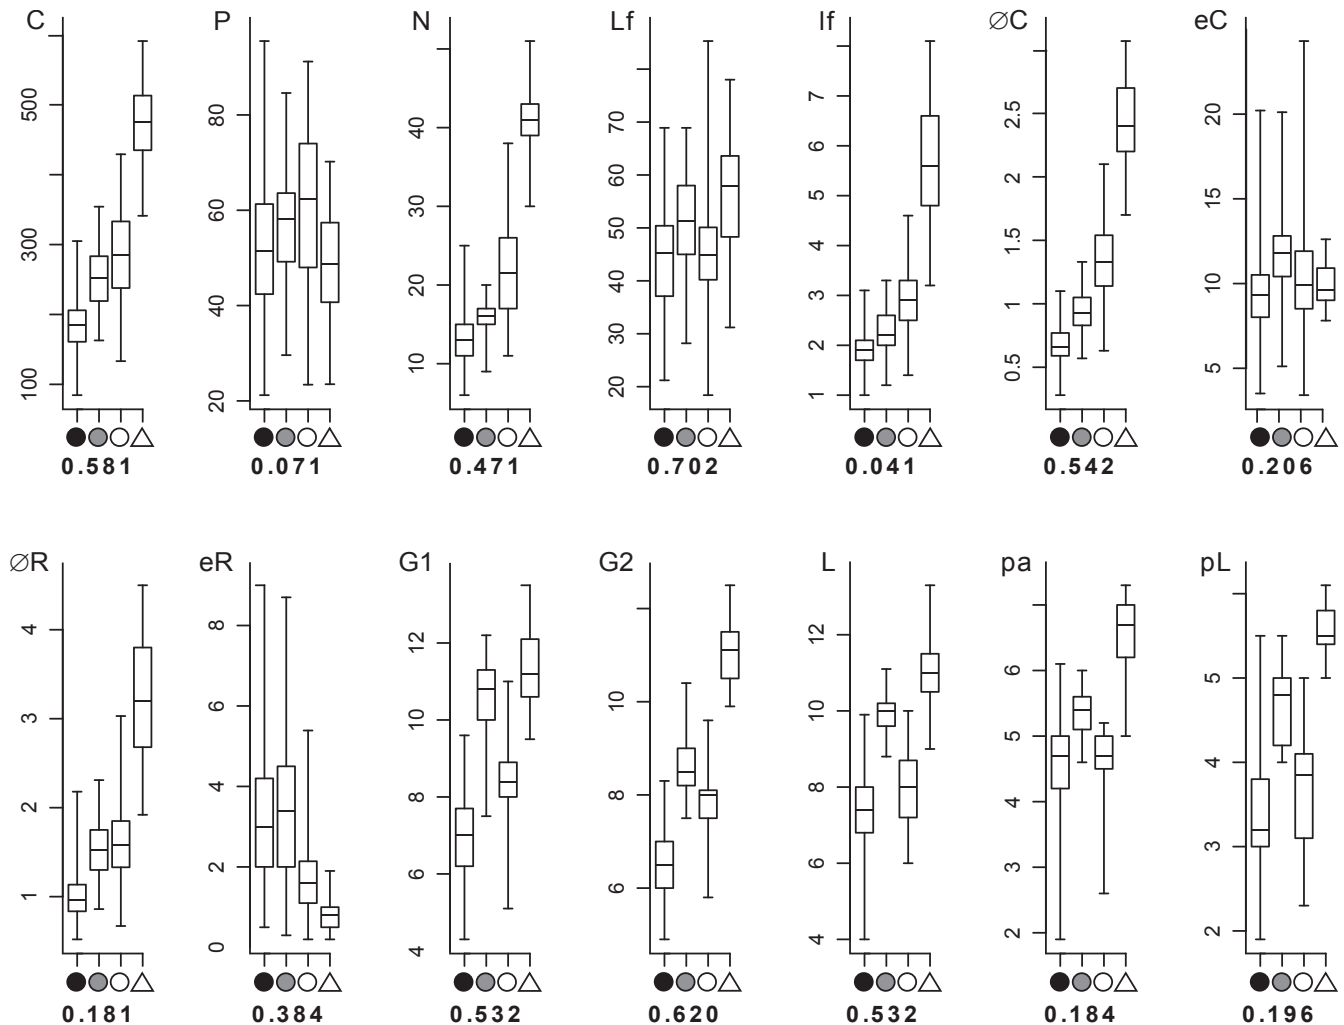 C P N Lf lf ∅C eC
500 300 100
80 60 40 20
40 30 20 10
70 60 50 40 30 20
7 6 5 4 3 2 1
2.5 2 1.5 1 0.5
20 15 10 5
0.581 0.071 0.471 0.702 0.041 0.542 0.206
∅R eR G1 G2 L pa pL
4 3 2 1
8 6 4 2 0
12 10 8 6 4
10 8 6
12 10 8 6 4
6 5 4 3 2
5 4 3 2
0.181 0.384 0.532 0.620 0.532 0.184 0.196